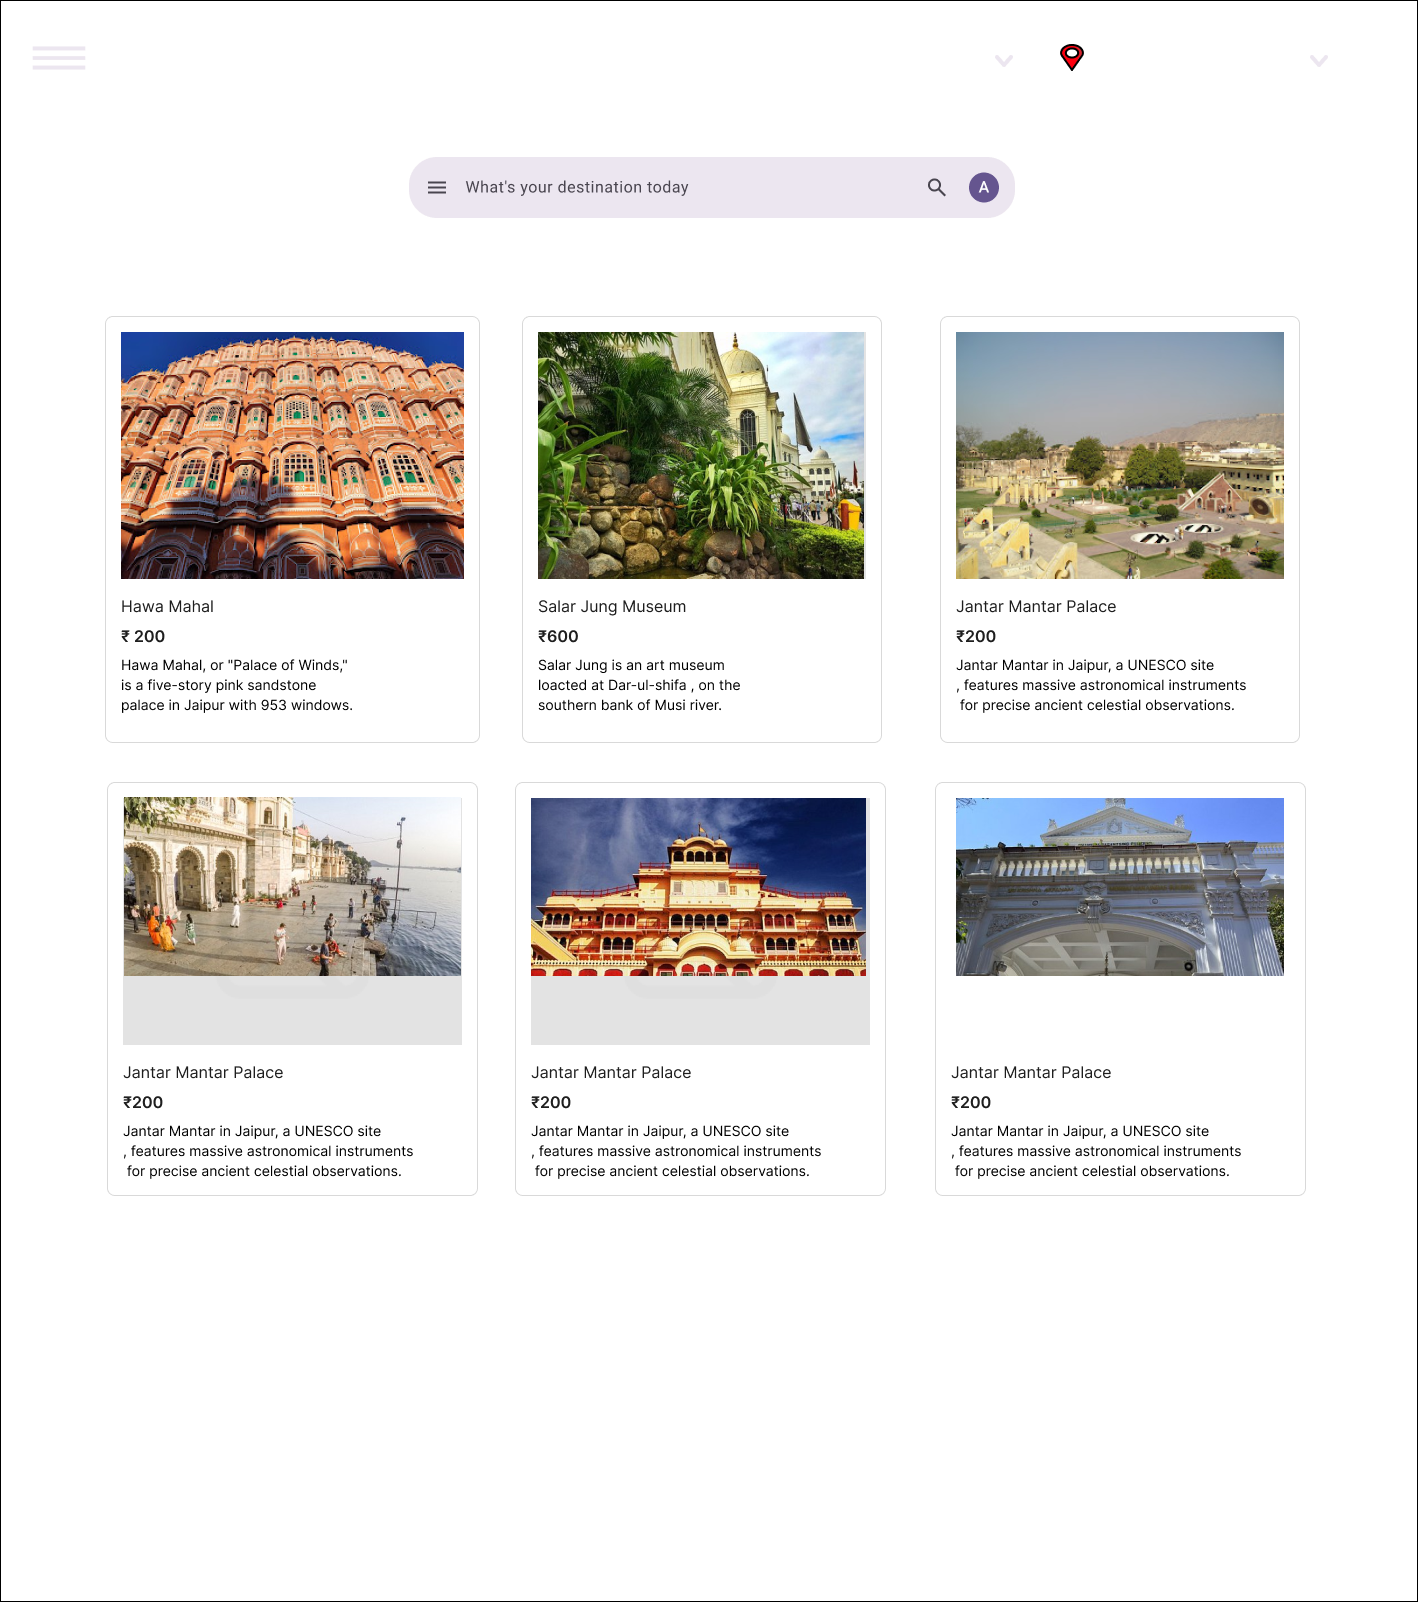 What's your destination today
A
Hawa Mahal
₹ 200
Hawa Mahal, or "Palace of Winds,"
is a five-story pink sandstone
palace in Jaipur with 953 windows.
Salar Jung Museum
₹600
Salar Jung is an art museum
loacted at Dar-ul-shifa , on the
southern bank of Musi river.
Jantar Mantar Palace
₹200
Jantar Mantar in Jaipur, a UNESCO site
, features massive astronomical instruments
for precise ancient celestial observations.
Jantar Mantar Palace
₹200
Jantar Mantar in Jaipur, a UNESCO site
, features massive astronomical instruments
for precise ancient celestial observations.
Jantar Mantar Palace
₹200
Jantar Mantar in Jaipur, a UNESCO site
, features massive astronomical instruments
for precise ancient celestial observations.
Jantar Mantar Palace
₹200
Jantar Mantar in Jaipur, a UNESCO site
, features massive astronomical instruments
for precise ancient celestial observations.